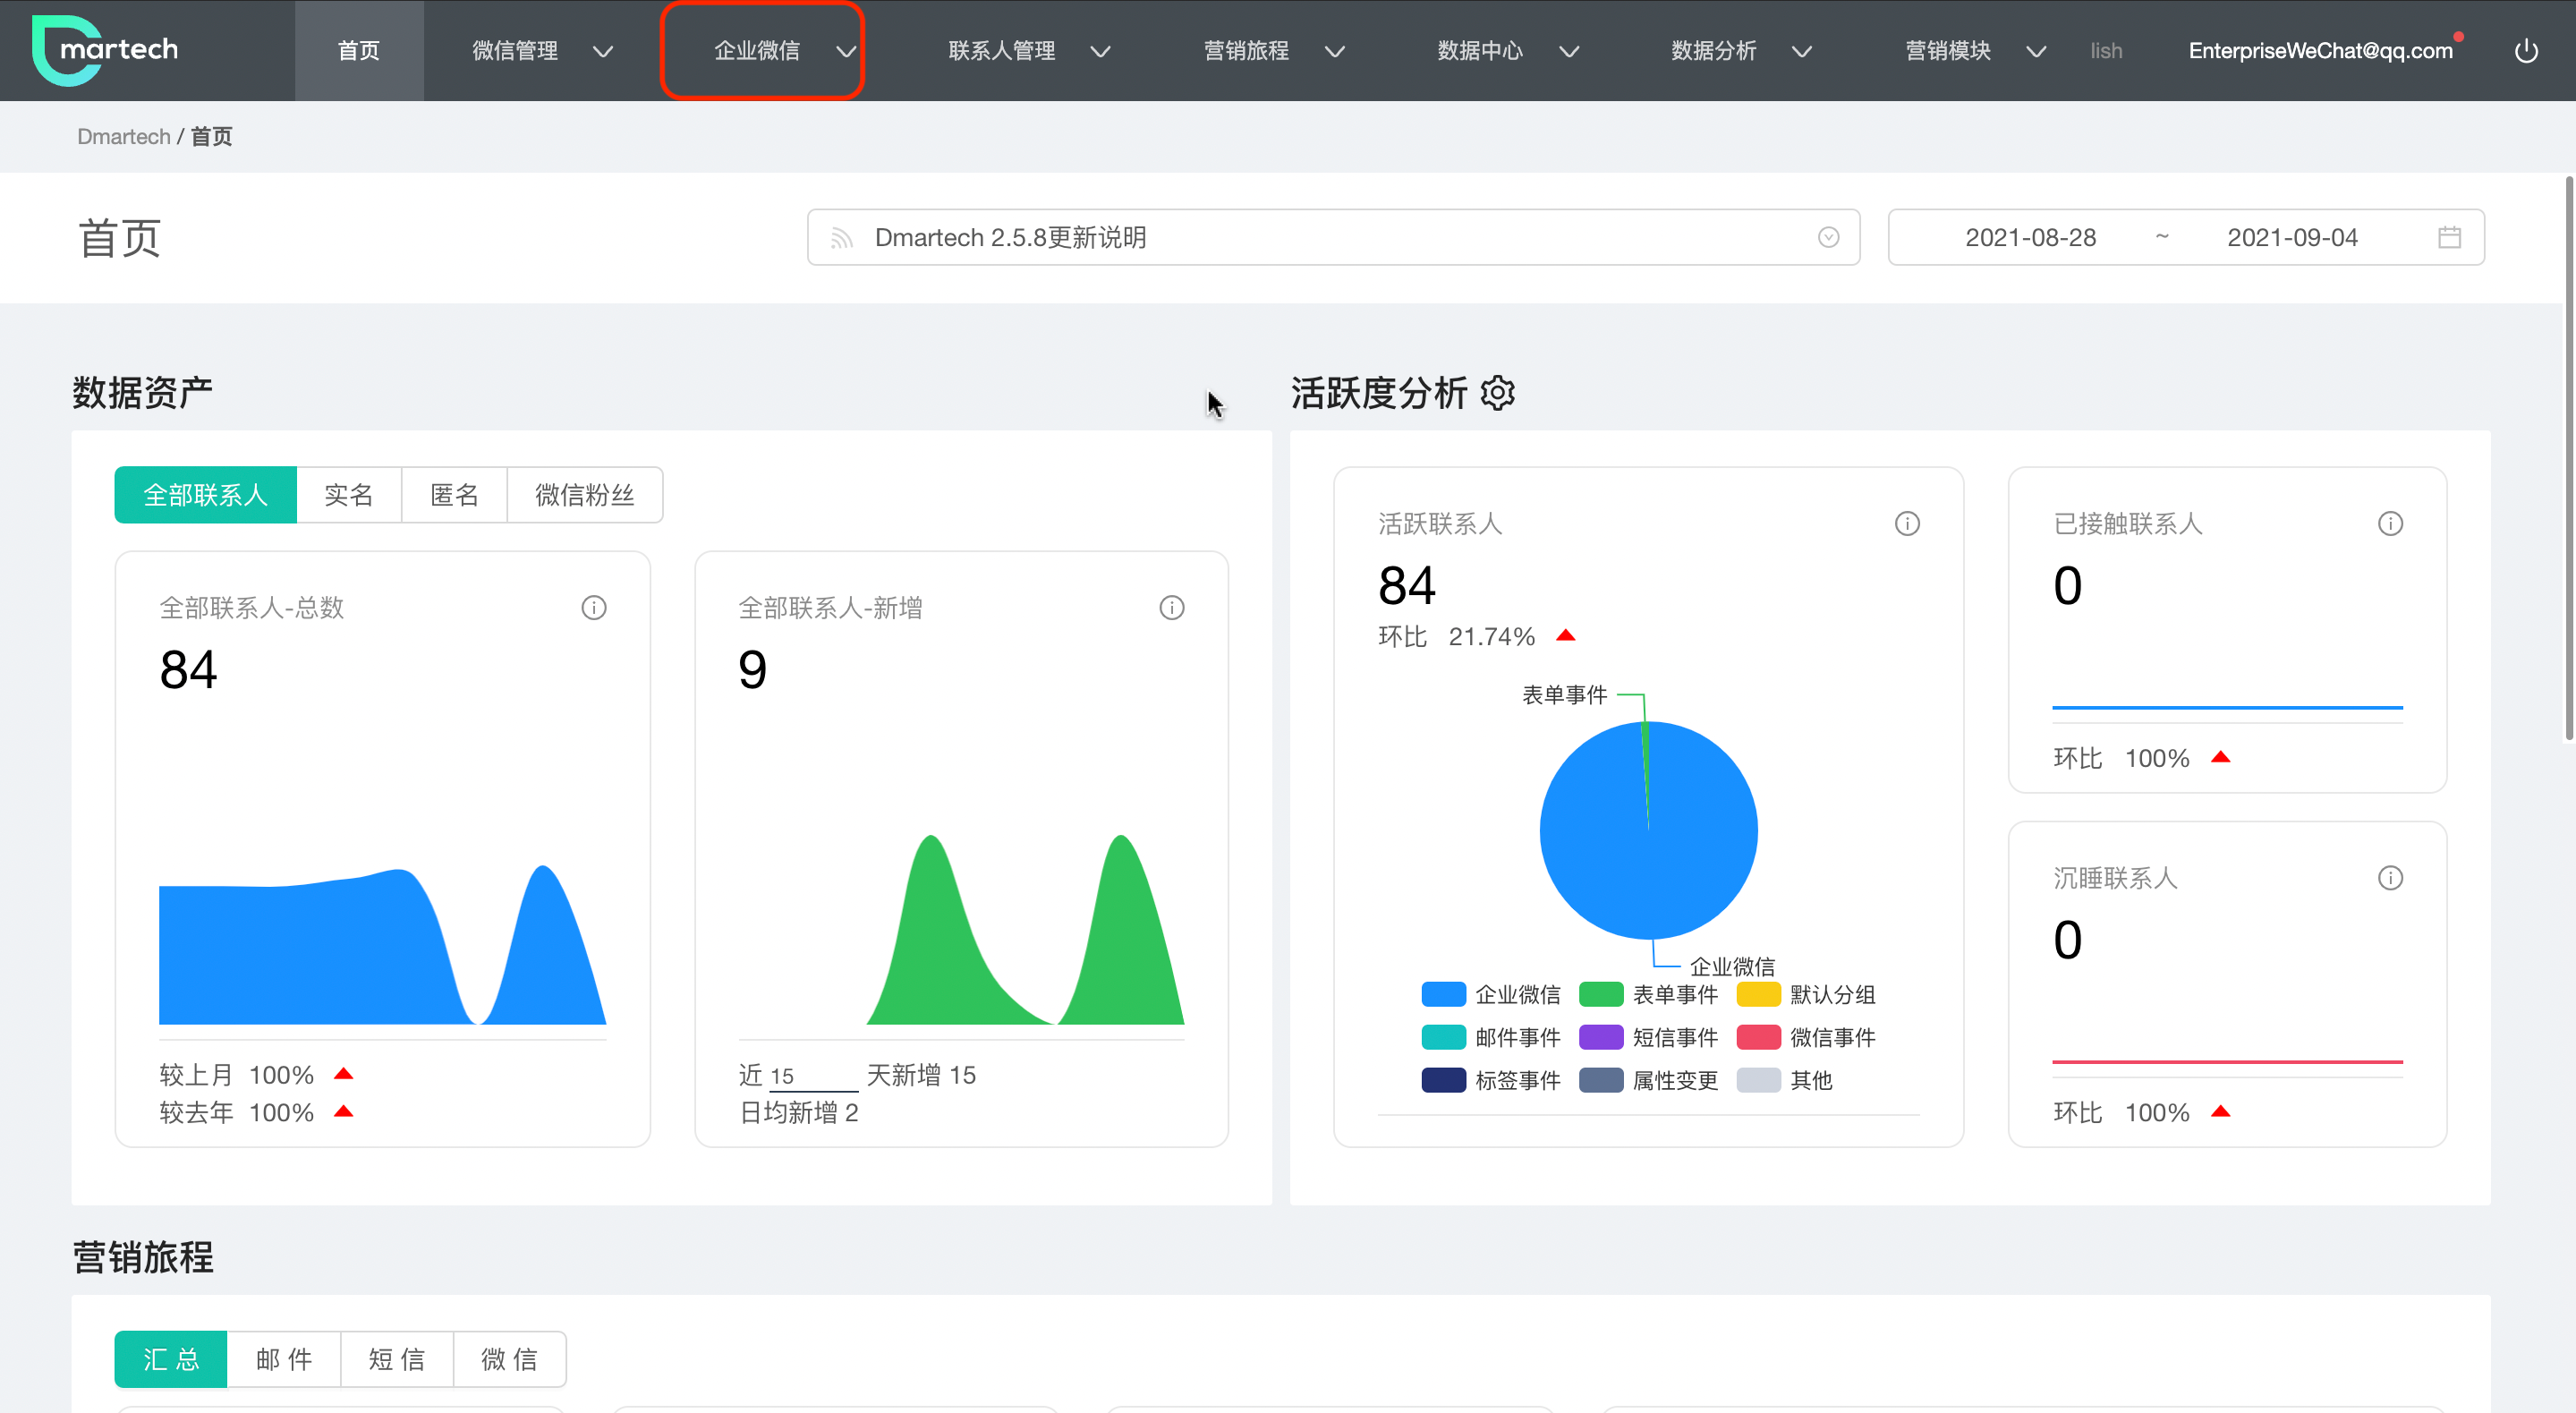 martech
首页 微信管理 企业微信 联系人管理 营销旅程 数据中心 数据分析 营销模块 lish EnterpriseWeChat@qq.com
Dmartech / 首页
首页
Dmartech 2.5.8更新说明
2021-08-28 ~ 2021-09-04
数据资产
全部联系人 实名 匿名 微信粉丝
全部联系人-总数
84
较上月 100%
较去年 100%
全部联系人-新增
9
近 15 天新增 15
日均新增 2
活跃度分析
活跃联系人
84
环比 21.74%
表单事件
企业微信
企业微信 表单事件 默认分组
邮件事件 短信事件 微信事件
标签事件 属性变更 其他
已接触联系人
0
环比 100%
沉睡联系人
0
环比 100%
营销旅程
汇总 邮件 短信 微信